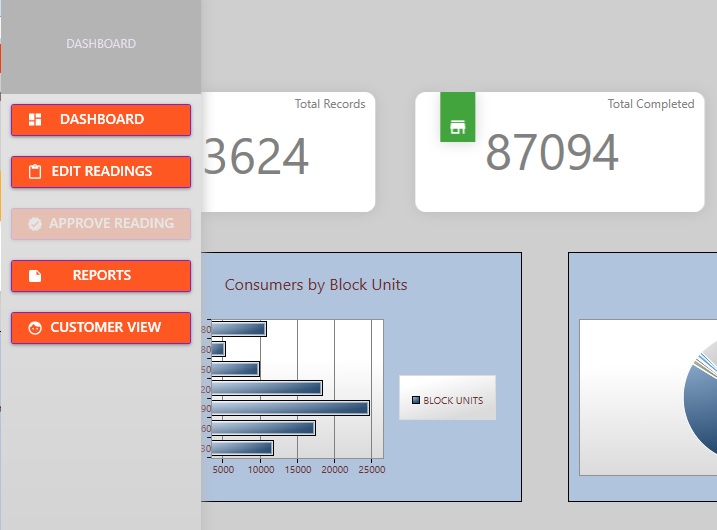 DASHBOARD
DASHBOARD
EDIT READINGS
APPROVE READING
REPORTS
CUSTOMER VIEW
Total Records
3624
Total Completed
87094
Consumers by Block Units
80
80
50
20
90
60
30
5000 10000 15000 20000 25000
BLOCK UNITS